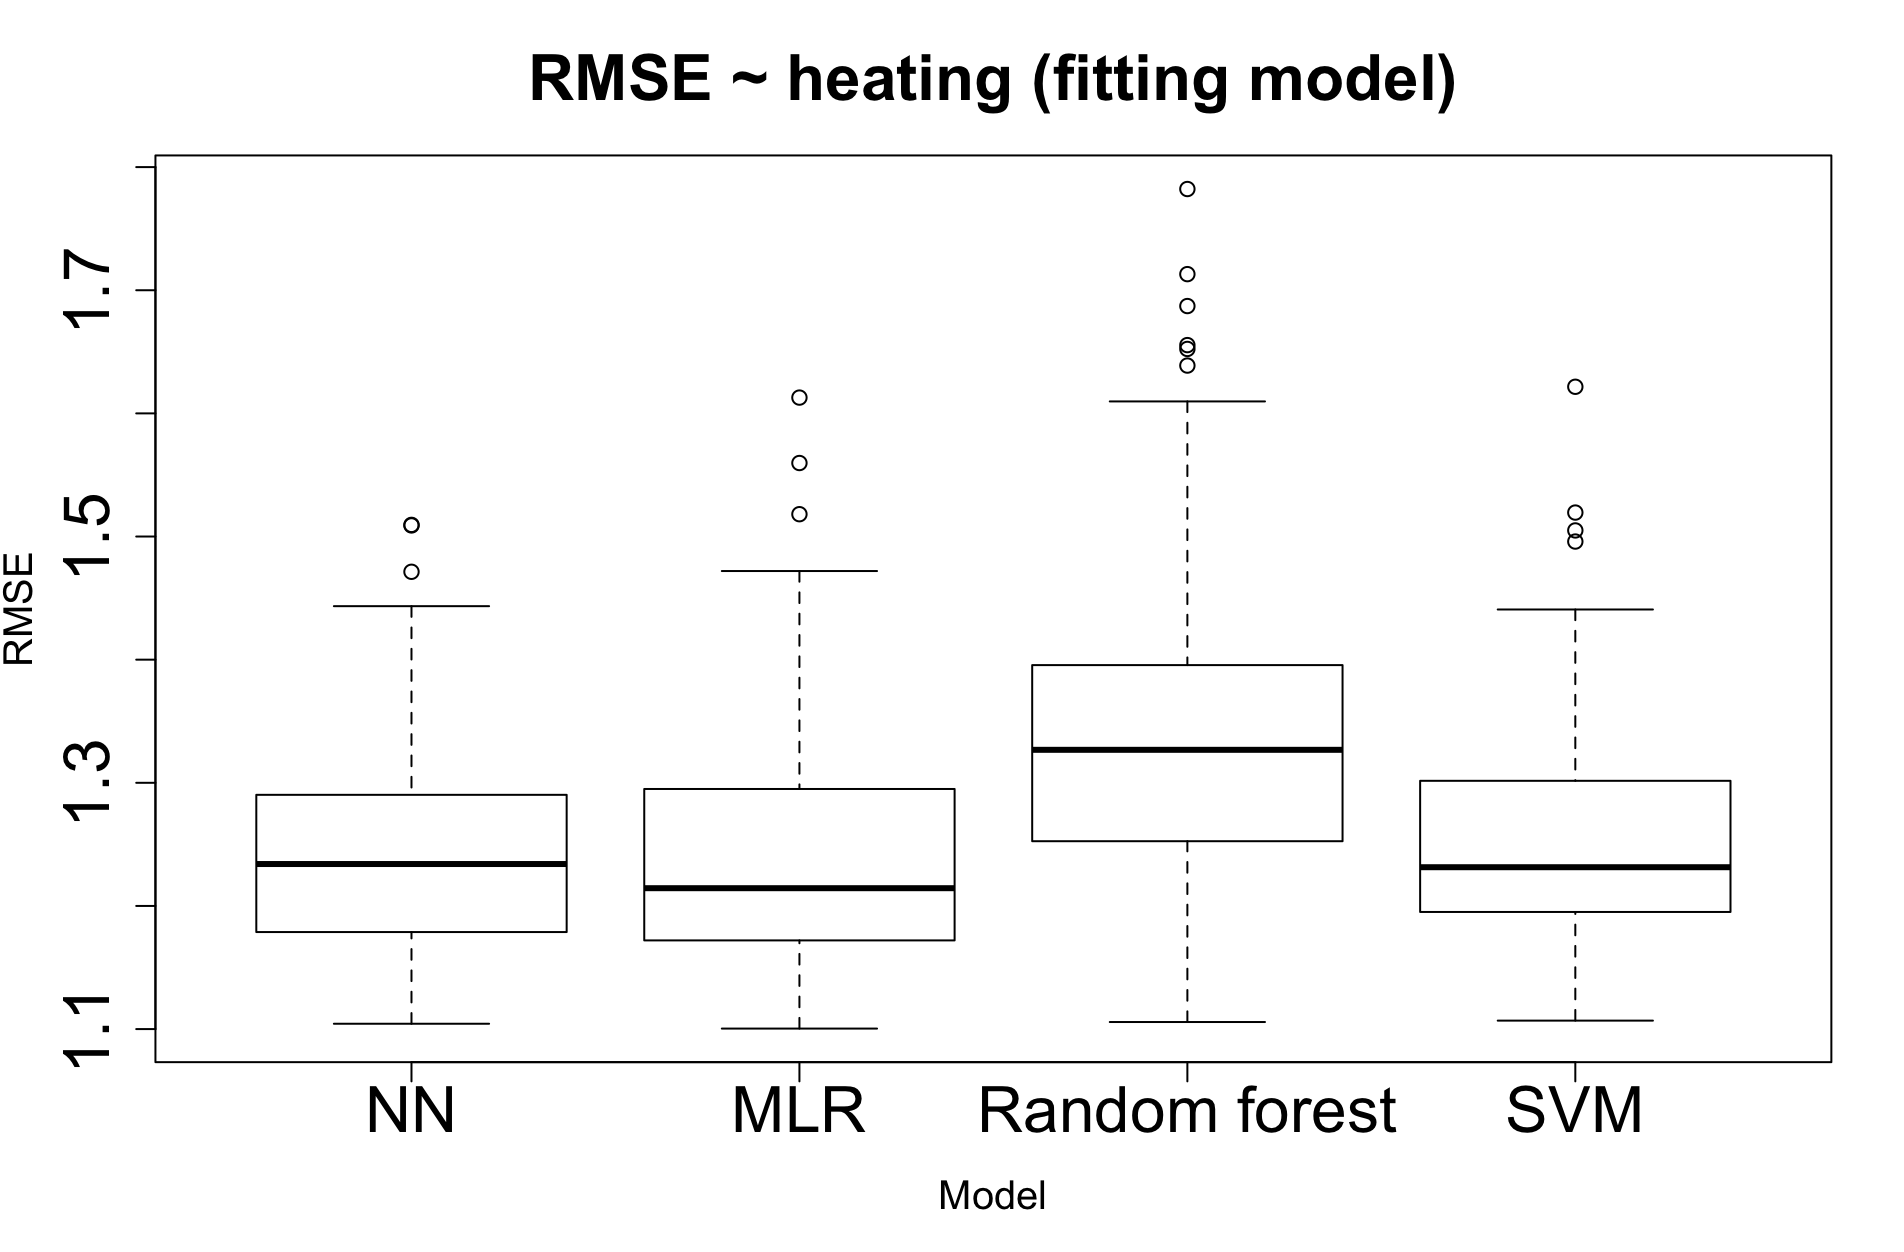 RMSE ~ heating (fitting model)
RMSE
1.7
1.5
1.3
1.1
NN MLR Random forest SVM
Model